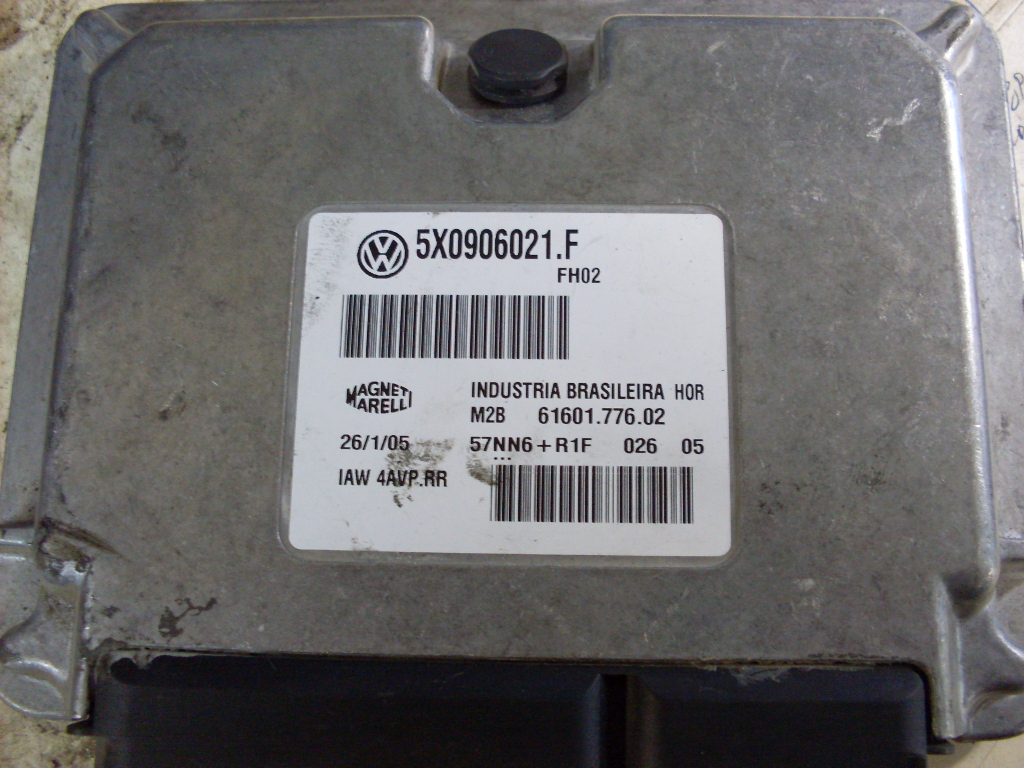 5X0906021.F
FH02
MAGNETI MARELLI
INDUSTRIA BRASILEIRA HOR
M2B 61601.776.02
26/1/05 57NN6+R1F 026 05
IAW 4AVP.RR